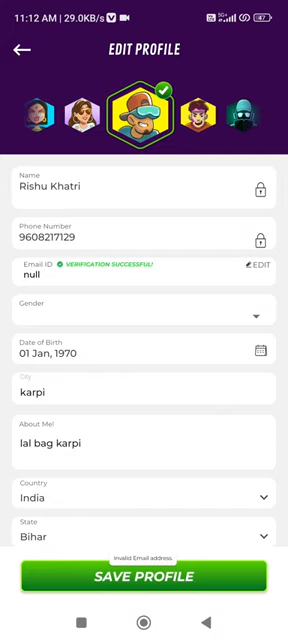 11:12 AM | 29.0KB/s
47
EDIT PROFILE
Name
Rishu Khatri
Phone Number
9608217129
Email ID VERIFICATION SUCCESSFUL! EDIT
null
Gender
Date of Birth
01 Jan, 1970
City
karpi
About Me!
lal bag karpi
Country
India
State
Bihar
Invalid Email address.
SAVE PROFILE